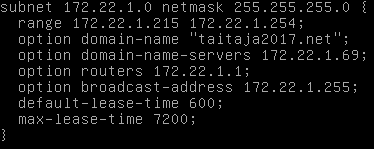 subnet 172.22.1.0 netmask 255.255.255.0 {
  range 172.22.1.215 172.22.1.254;
  option domain-name "taitaja2017.net";
  option domain-name-servers 172.22.1.69;
  option routers 172.22.1.1;
  option broadcast-address 172.22.1.255;
  default-lease-time 600;
  max-lease-time 7200;
}